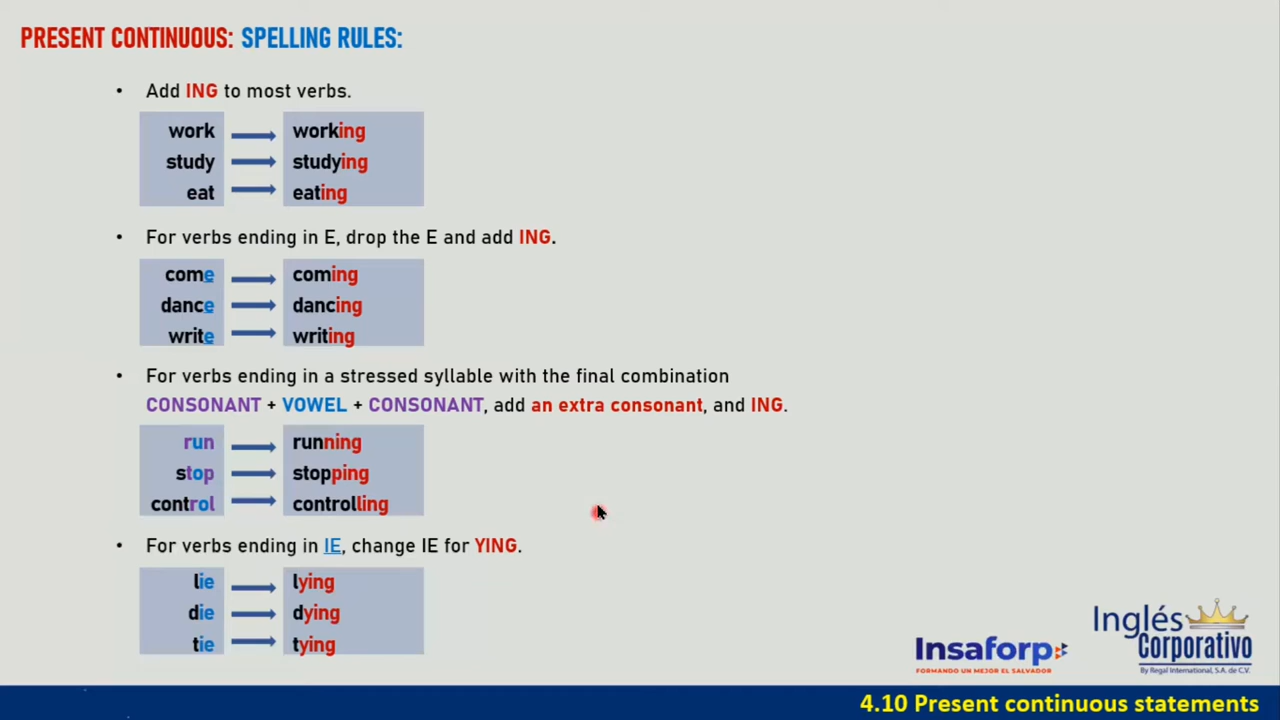 PRESENT CONTINUOUS: SPELLING RULES:
• Add ING to most verbs.
work working
study studying
eat eating
• For verbs ending in E, drop the E and add ING.
come coming
dance dancing
write writing
• For verbs ending in a stressed syllable with the final combination
CONSONANT + VOWEL + CONSONANT, add an extra consonant, and ING.
run running
stop stopping
control controlling
• For verbs ending in IE, change IE for YING.
lie lying
die dying
tie tying
Insaforp
FORMANDO UN MEJOR EL SALVADOR
Inglés
Corporativo
By Regal International, S.A. de C.V.
4.10 Present continuous statements